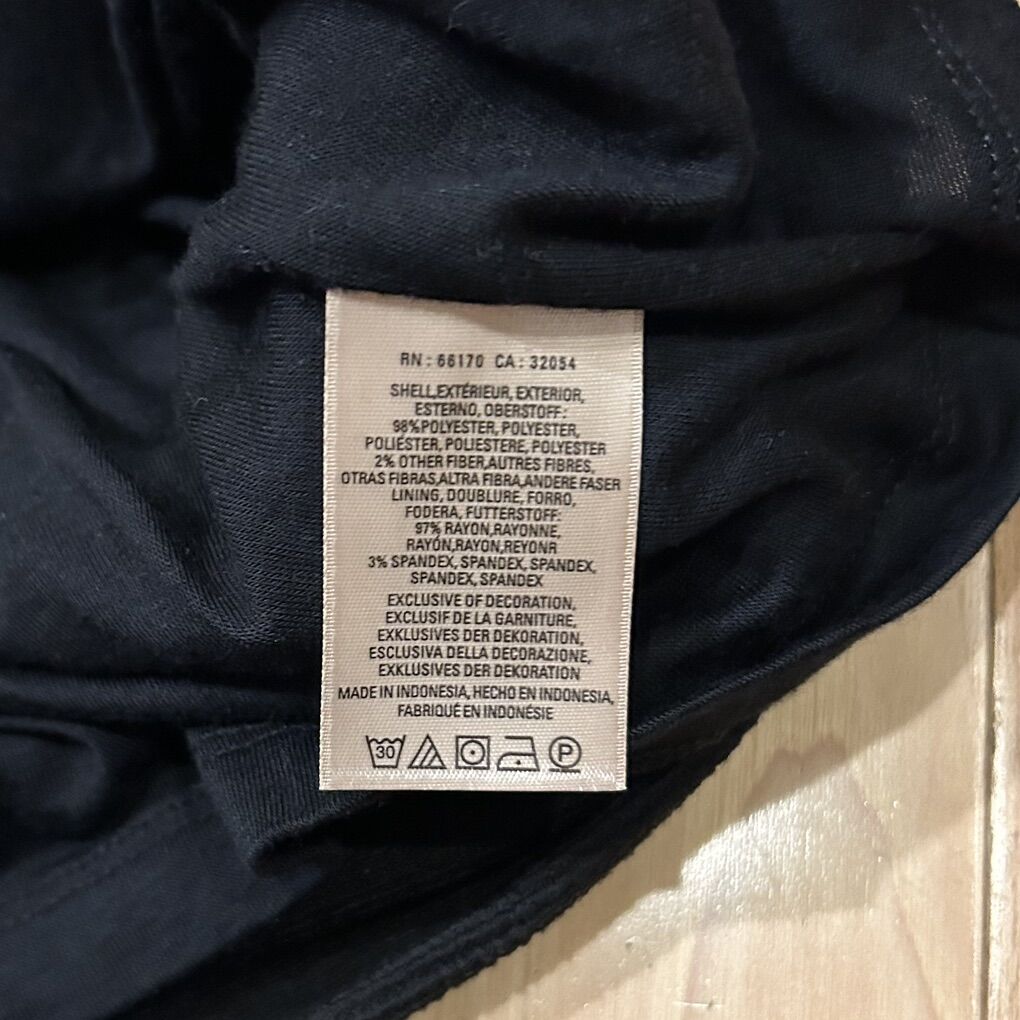 RN : 66170 CA : 32054
SHELL,EXTÉRIEUR, EXTERIOR,
ESTERNO, OBERSTOFF:
98%POLYESTER, POLYESTER,
POLIÉSTER, POLIESTERE, POLYESTER
2% OTHER FIBER,AUTRES FIBRES,
OTRAS FIBRAS,ALTRA FIBRA,ANDERE FASER
LINING, DOUBLURE, FORRO,
FODERA, FUTTERSTOFF:
97% RAYON,RAYONNE,
RAYÓN,RAYON,REYONR
3% SPANDEX, SPANDEX, SPANDEX,
SPANDEX, SPANDEX
EXCLUSIVE OF DECORATION,
EXCLUSIF DE LA GARNITURE,
EXKLUSIVES DER DEKORATION,
ESCLUSIVA DELLA DECORAZIONE,
EXKLUSIVES DER DEKORATION
MADE IN INDONESIA, HECHO EN INDONESIA,
FABRIQUÉ EN INDONÉSIE
30 P